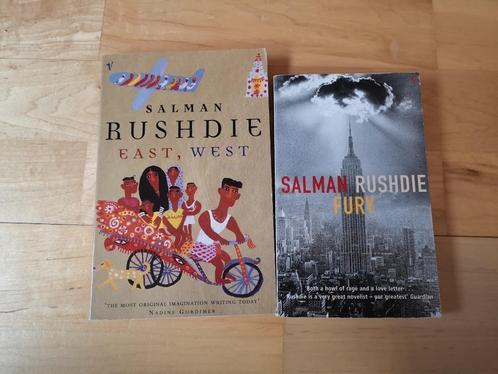 V
SALMAN
RUSHDIE
EAST, WEST
'THE MOST ORIGINAL IMAGINATION WRITING TODAY'
NADINE GORDIMER
SALMAN RUSHDIE
FURY
'Both a howl of rage and a love letter...
Rushdie is a very great novelist – our greatest' Guardian